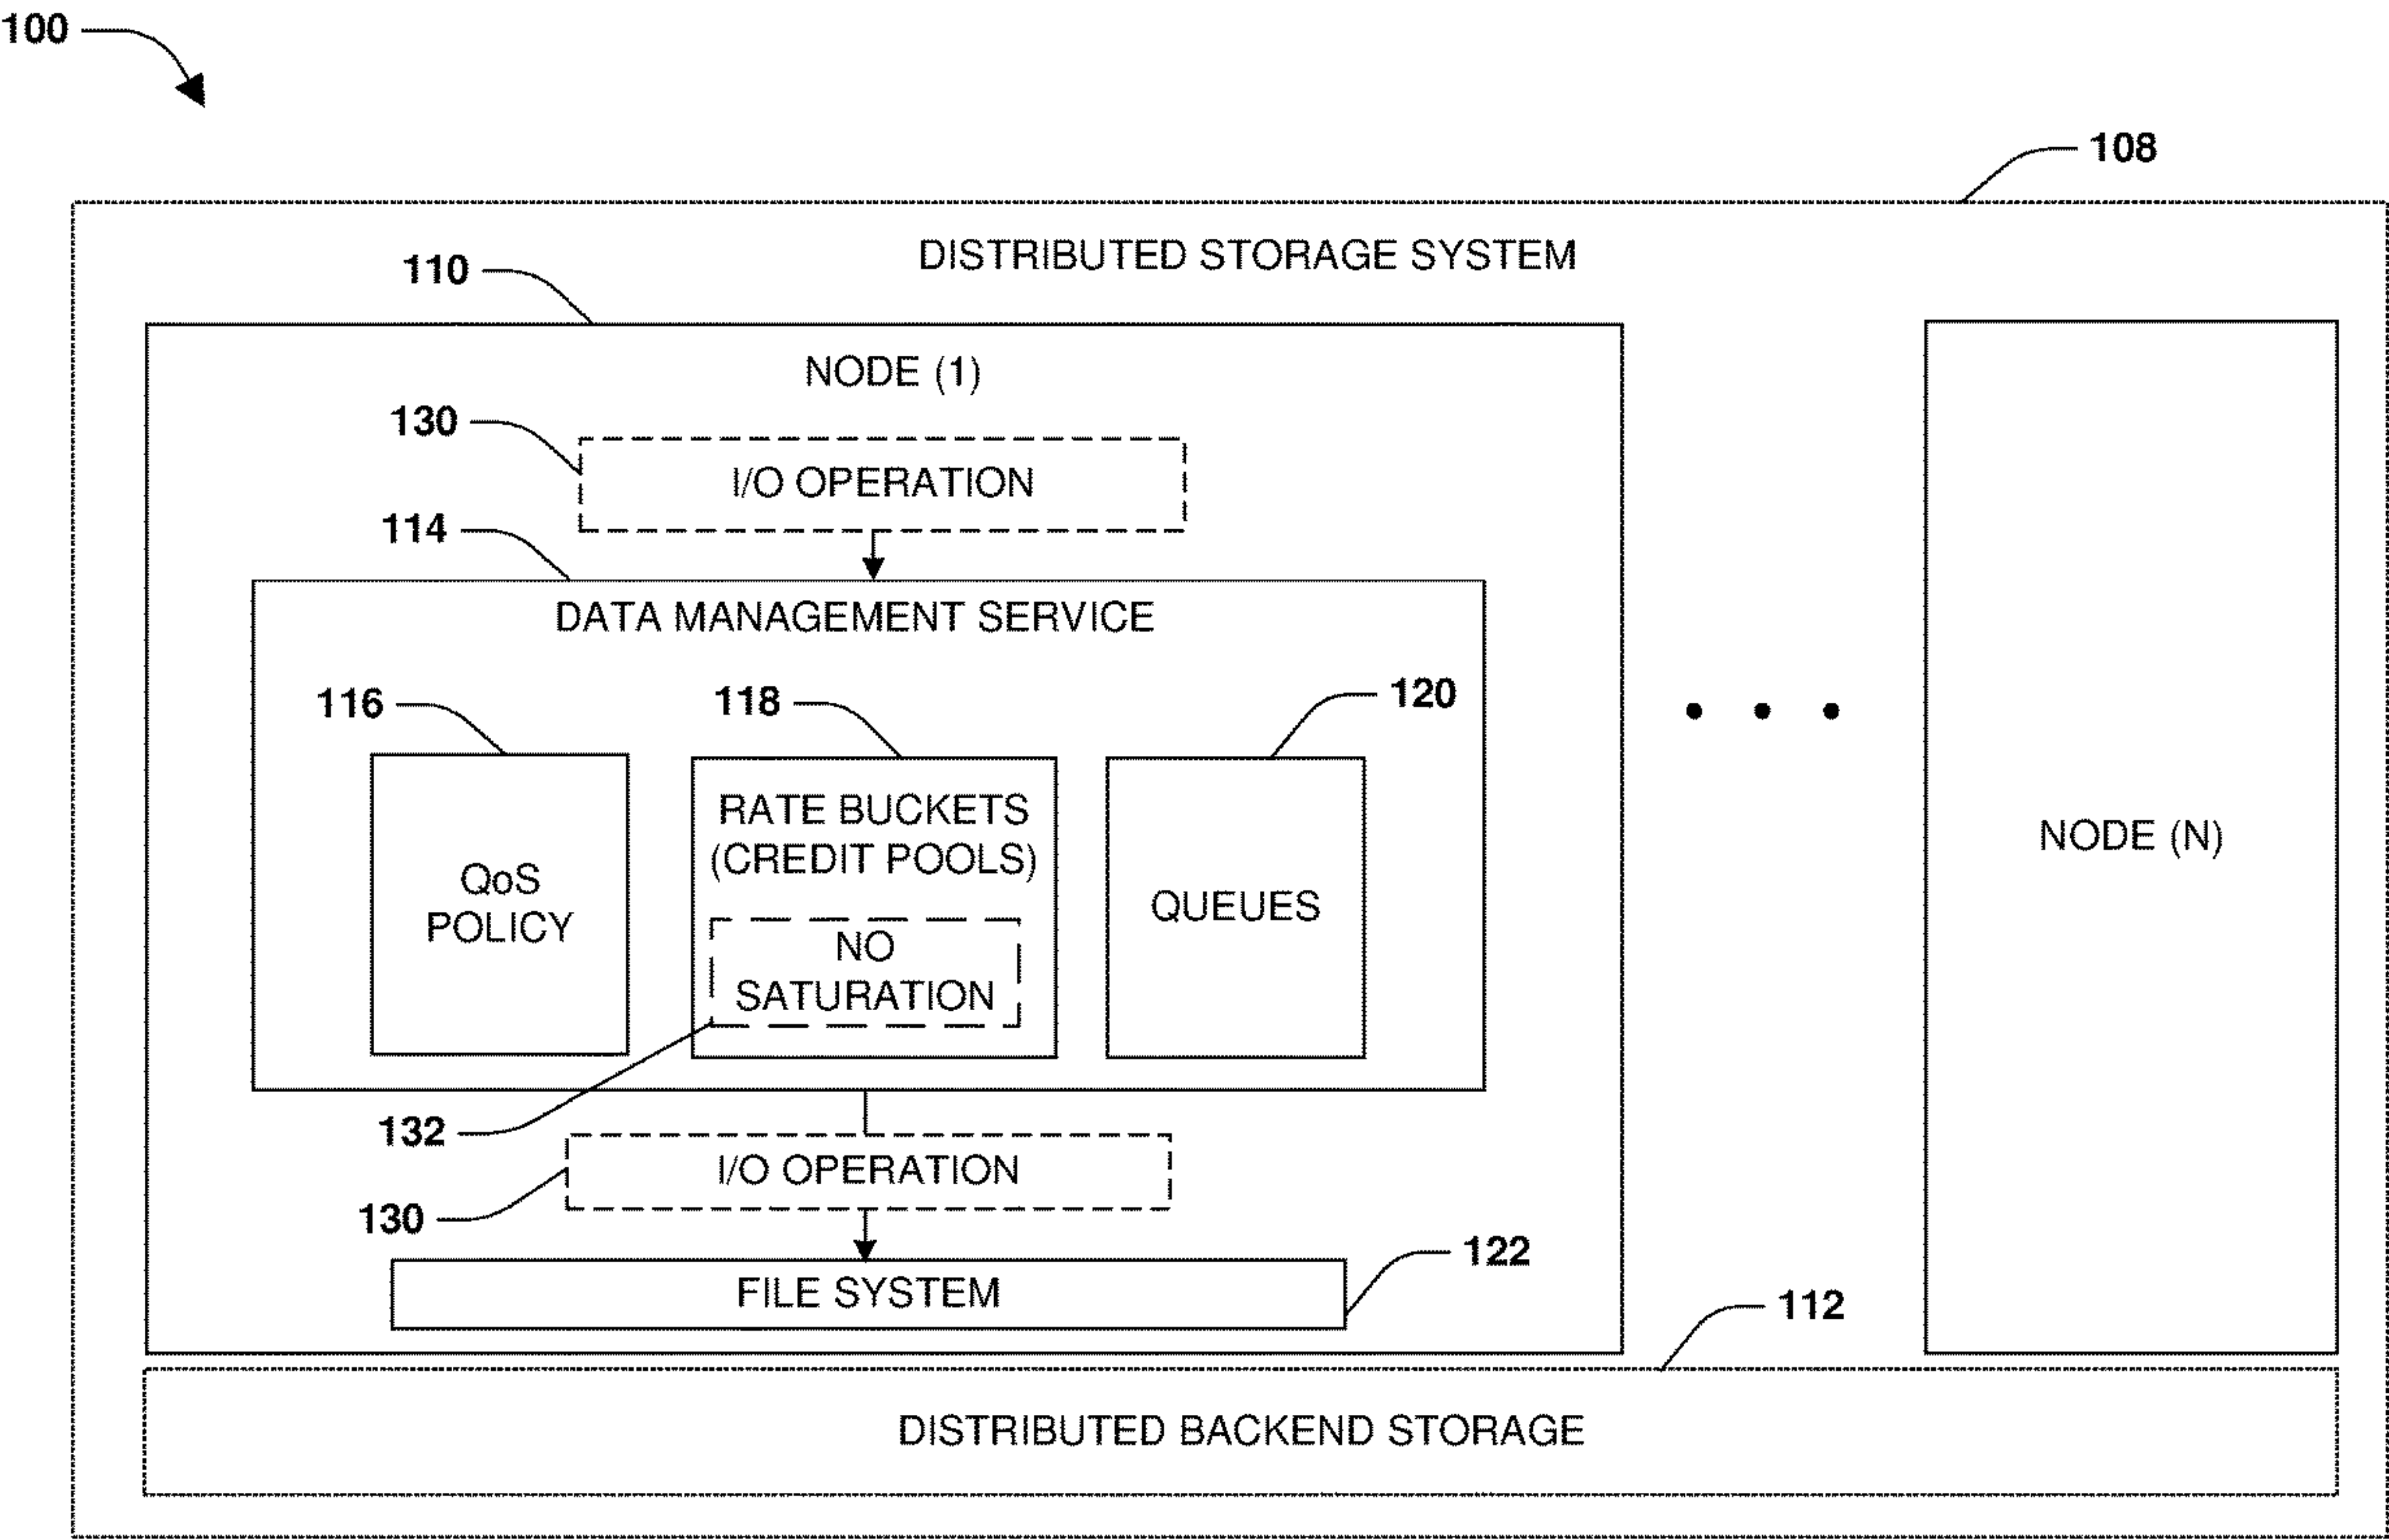 100
108
DISTRIBUTED STORAGE SYSTEM
110
NODE (1)
130
I/O OPERATION
114
DATA MANAGEMENT SERVICE
116
118
120
QoS
POLICY
RATE BUCKETS
(CREDIT POOLS)
NO
SATURATION
QUEUES
NODE (N)
132
I/O OPERATION
130
122
FILE SYSTEM
112
DISTRIBUTED BACKEND STORAGE